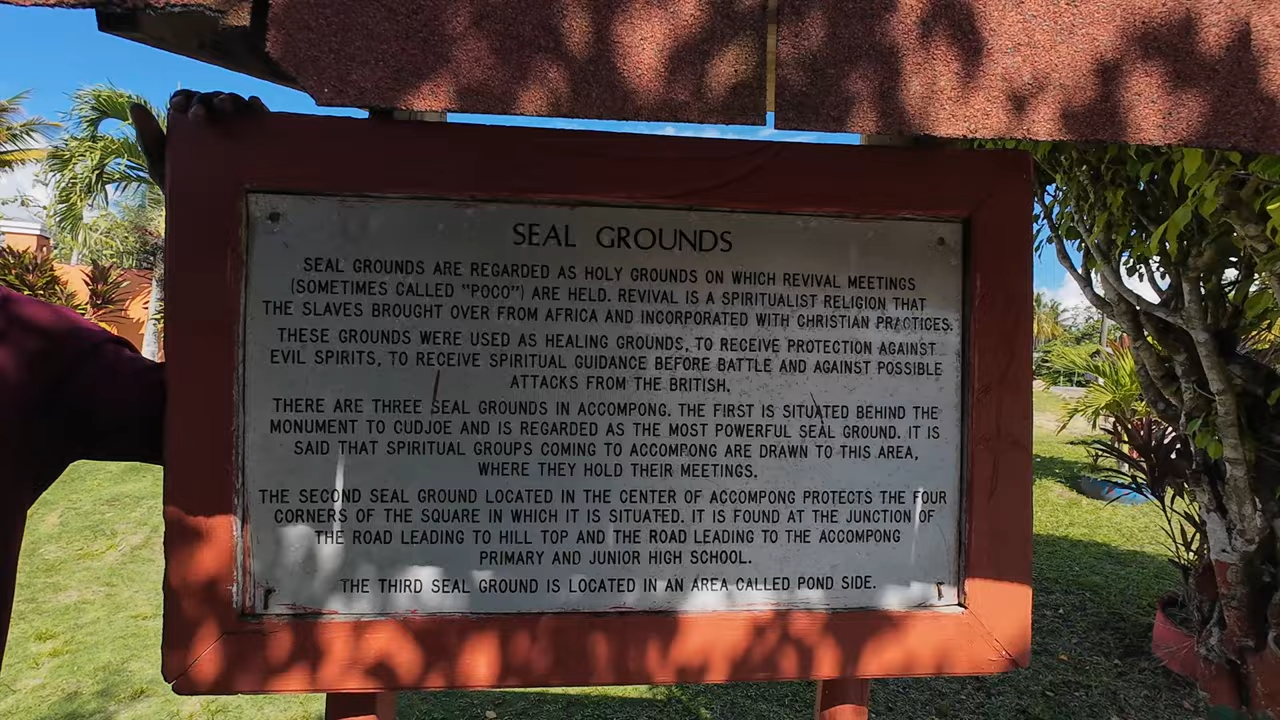 SEAL GROUNDS
SEAL GROUNDS ARE REGARDED AS HOLY GROUNDS ON WHICH REVIVAL MEETINGS
(SOMETIMES CALLED "POCO") ARE HELD. REVIVAL IS A SPIRITUALIST RELIGION THAT
THE SLAVES BROUGHT OVER FROM AFRICA AND INCORPORATED WITH CHRISTIAN PRACTICES.
THESE GROUNDS WERE USED AS HEALING GROUNDS, TO RECEIVE PROTECTION AGAINST
EVIL SPIRITS, TO RECEIVE SPIRITUAL GUIDANCE BEFORE BATTLE AND AGAINST POSSIBLE
ATTACKS FROM THE BRITISH.
THERE ARE THREE SEAL GROUNDS IN ACCOMPONG. THE FIRST IS SITUATED BEHIND THE
MONUMENT TO CUDJOE AND IS REGARDED AS THE MOST POWERFUL SEAL GROUND. IT IS
SAID THAT SPIRITUAL GROUPS COMING TO ACCOMPONG ARE DRAWN TO THIS AREA,
WHERE THEY HOLD THEIR MEETINGS.
THE SECOND SEAL GROUND LOCATED IN THE CENTER OF ACCOMPONG PROTECTS THE FOUR
CORNERS OF THE SQUARE IN WHICH IT IS SITUATED. IT IS FOUND AT THE JUNCTION OF
THE ROAD LEADING TO HILL TOP AND THE ROAD LEADING TO THE ACCOMPONG
PRIMARY AND JUNIOR HIGH SCHOOL.
THE THIRD SEAL GROUND IS LOCATED IN AN AREA CALLED POND SIDE.